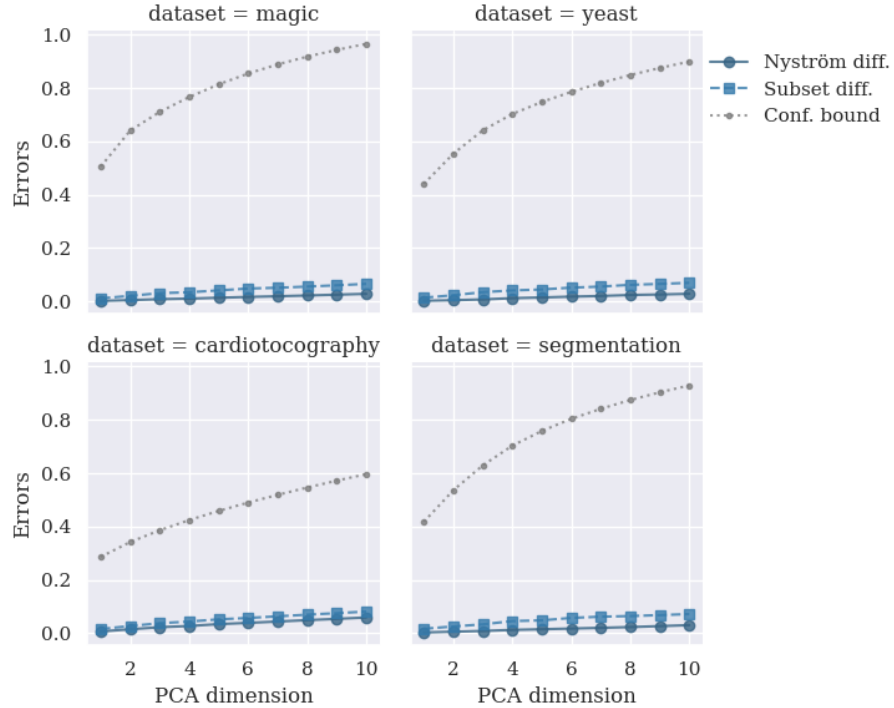 dataset = magic
dataset = yeast
1.0
0.8
0.6
0.4
0.2
0.0
Errors
Nyström diff.
Subset diff.
Conf. bound
dataset = cardiotocography
dataset = segmentation
1.0
0.8
0.6
0.4
0.2
0.0
Errors
2 4 6 8 10
2 4 6 8 10
PCA dimension
PCA dimension